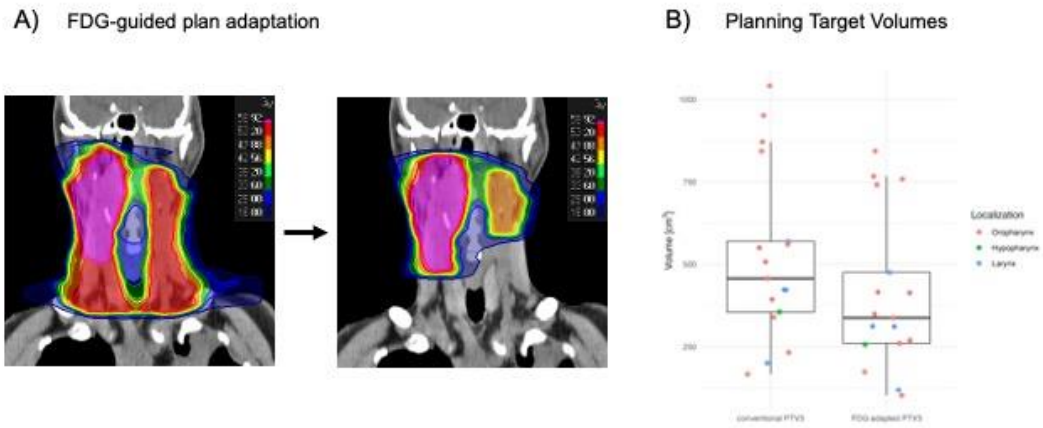 A) FDG-guided plan adaptation
B) Planning Target Volumes
1000
750
500
250
Volume [cm³]
conventional PTV3
FDG adapted PTV3
Localization
Oropharynx
Hypopharynx
Larynx